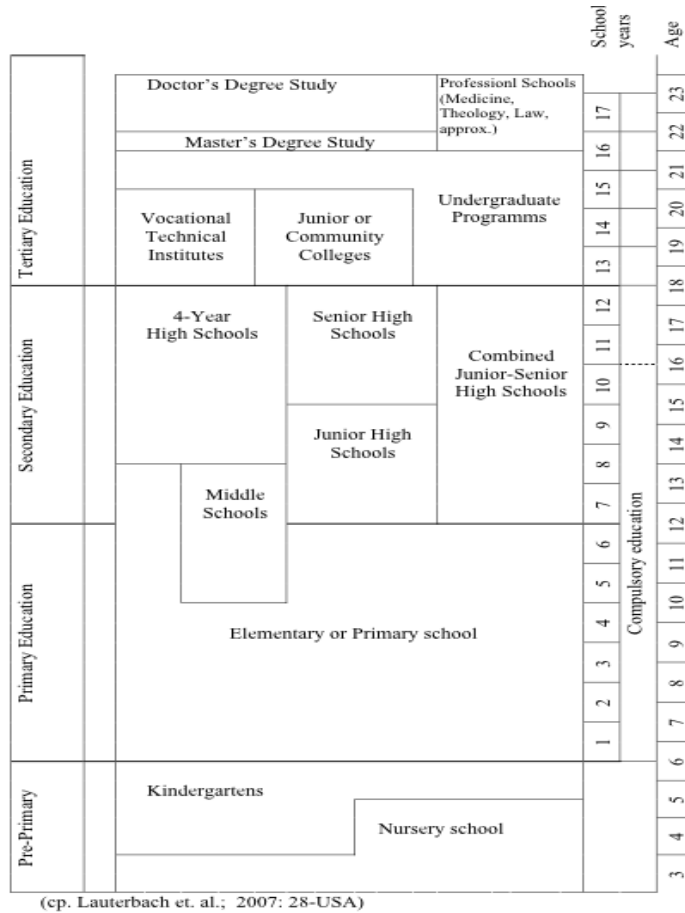 School
years
Age
Doctor's Degree Study
Professionl Schools
(Medicine,
Theology, Law,
approx.)
Master's Degree Study
Tertiary Education
Vocational
Technical
Institutes
Junior or
Community
Colleges
Undergraduate
Programms
17
16
15
14
13
23
22
21
20
19
18
Secondary Education
4-Year
High Schools
Senior High
Schools
Combined
Junior-Senior
High Schools
Junior High
Schools
Middle
Schools
12
11
10
9
8
7
17
16
15
14
13
12
Compulsory education
Primary Education
Elementary or Primary school
6
5
4
3
2
1
11
10
9
8
7
6
Pre-Primary
Kindergartens
Nursery school
5
4
3
(cp. Lauterbach et. al.; 2007: 28-USA)